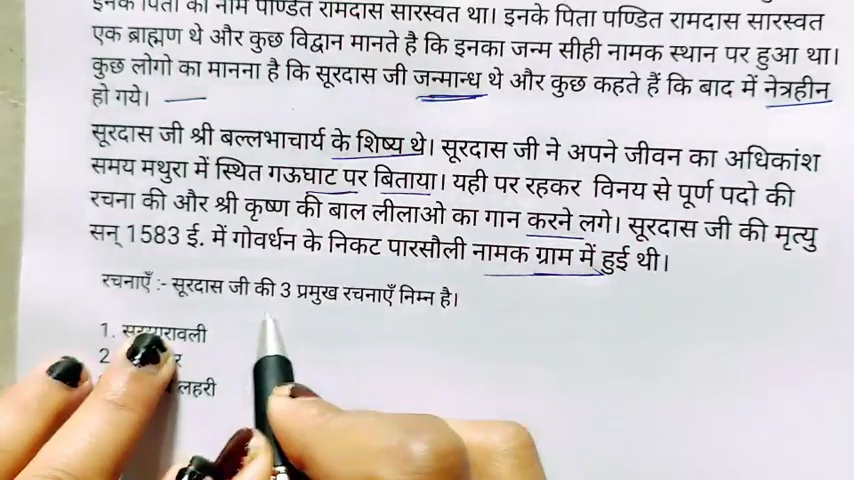 इनके पिता का नाम पाण्डत रामदास सारस्वत था। इनके पिता पण्डित रामदास सारस्वत
एक ब्राह्मण थे और कुछ विद्वान मानते है कि इनका जन्म सीही नामक स्थान पर हुआ था।
कुछ लोगो का मानना है कि सूरदास जी जन्मान्ध थे और कुछ कहते हैं कि बाद में नेत्रहीन
हो गये।
सूरदास जी श्री बल्लभाचार्य के शिष्य थे। सूरदास जी ने अपने जीवन का अधिकांश
समय मथुरा में स्थित गऊघाट पर बिताया। यही पर रहकर विनय से पूर्ण पदो की
रचना की और श्री कृष्ण की बाल लीलाओ का गान करने लगे। सूरदास जी की मृत्यु
सन् 1583 ई. में गोवर्धन के निकट पारसौली नामक ग्राम में हुई थी।
रचनाएँ :- सूरदास जी की 3 प्रमुख रचनाएँ निम्न है।
1.
2
लहरी